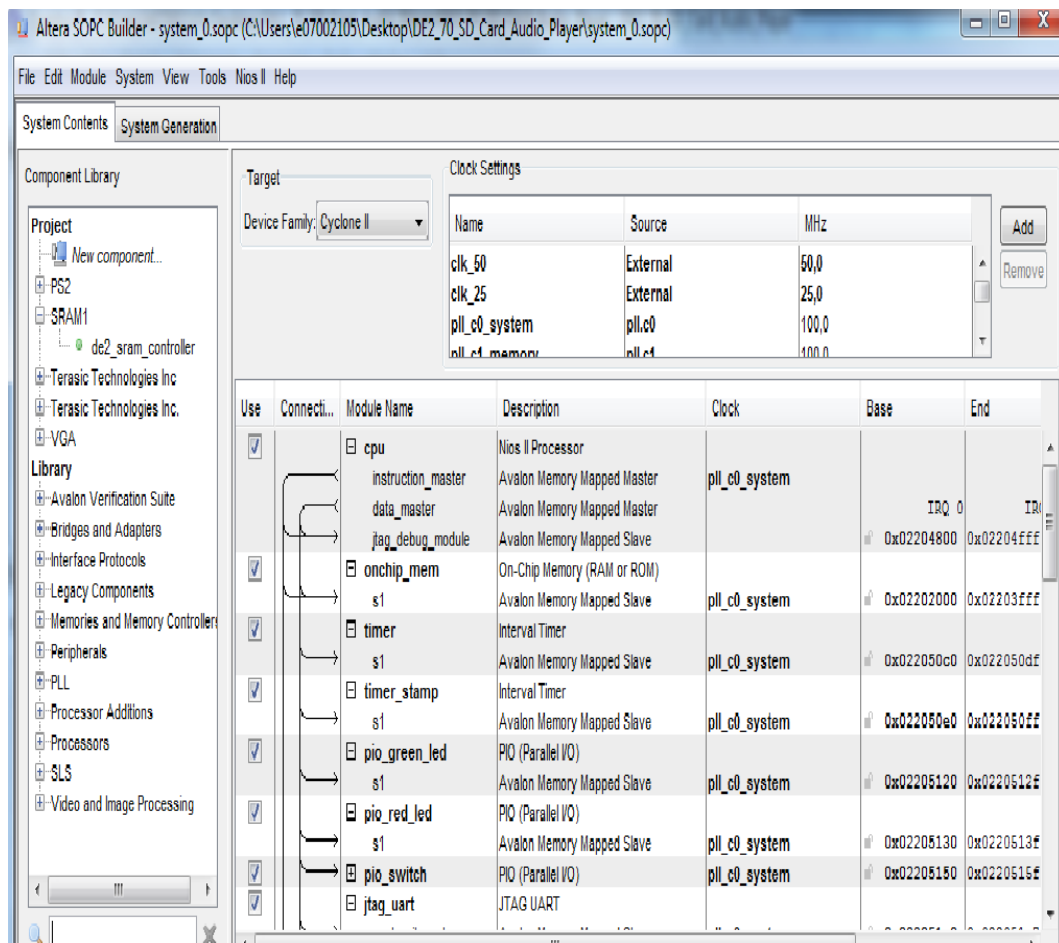 Altera SOPC Builder - system_0.sopc (C:\Users\e07002105\Desktop\DE2_70_SD_Card_Audio_Player\system_0.sopc)
File Edit Module System View Tools Nios II Help
System Contents System Generation
Component Library
Project
New component...
PS2
SRAM1
de2_sram_controller
Terasic Technologies Inc
Terasic Technologies Inc.
VGA
Library
Avalon Verification Suite
Bridges and Adapters
Interface Protocols
Legacy Components
Memories and Memory Controllers
Peripherals
PLL
Processor Additions
Processors
SLS
Video and Image Processing
Target
Device Family: Cyclone II
Clock Settings
Name Source MHz
clk_50 External 50,0
clk_25 External 25,0
pll_c0_system pll.c0 100,0
pll_c1_memory pll.c1 100,0
Add
Remove
Use Connecti... Module Name Description Clock Base End
cpu Nios II Processor
instruction_master Avalon Memory Mapped Master pll_c0_system
data_master Avalon Memory Mapped Master IRQ 0
jtag_debug_module Avalon Memory Mapped Slave 0x02204800 0x02204fff
onchip_mem On-Chip Memory (RAM or ROM)
s1 Avalon Memory Mapped Slave pll_c0_system 0x02202000 0x02203fff
timer Interval Timer
s1 Avalon Memory Mapped Slave pll_c0_system 0x022050c0 0x022050df
timer_stamp Interval Timer
s1 Avalon Memory Mapped Slave pll_c0_system 0x022050e0 0x022050ff
pio_green_led PIO (Parallel I/O)
s1 Avalon Memory Mapped Slave pll_c0_system 0x02205120 0x0220512f
pio_red_led PIO (Parallel I/O)
s1 Avalon Memory Mapped Slave pll_c0_system 0x02205130 0x0220513f
pio_switch PIO (Parallel I/O) pll_c0_system 0x02205150 0x0220515f
jtag_uart JTAG UART